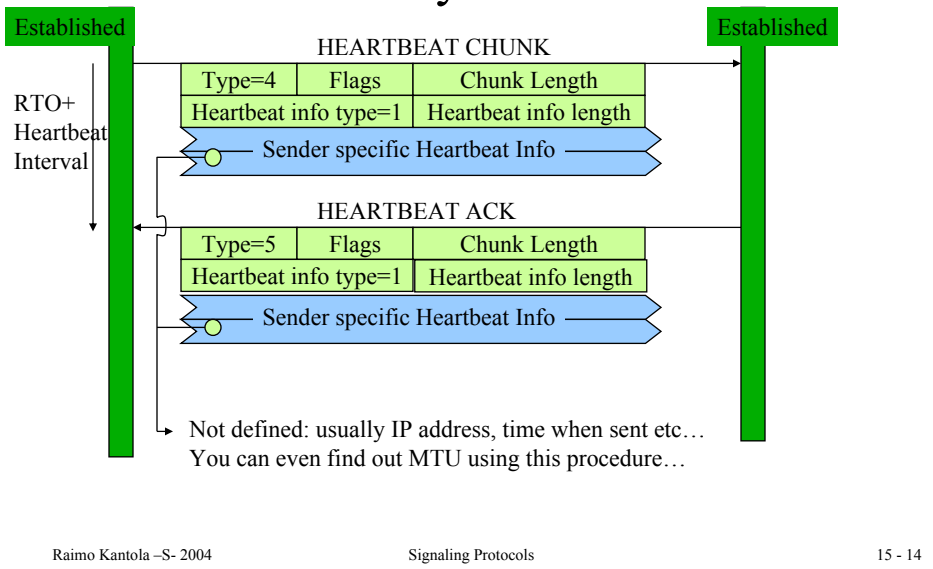 Established
Established
HEARTBEAT CHUNK
Type=4 Flags Chunk Length
Heartbeat info type=1 Heartbeat info length
Sender specific Heartbeat Info
RTO+
Heartbeat
Interval
HEARTBEAT ACK
Type=5 Flags Chunk Length
Heartbeat info type=1 Heartbeat info length
Sender specific Heartbeat Info
Not defined: usually IP address, time when sent etc…
You can even find out MTU using this procedure…
Raimo Kantola –S- 2004 Signaling Protocols 15 - 14